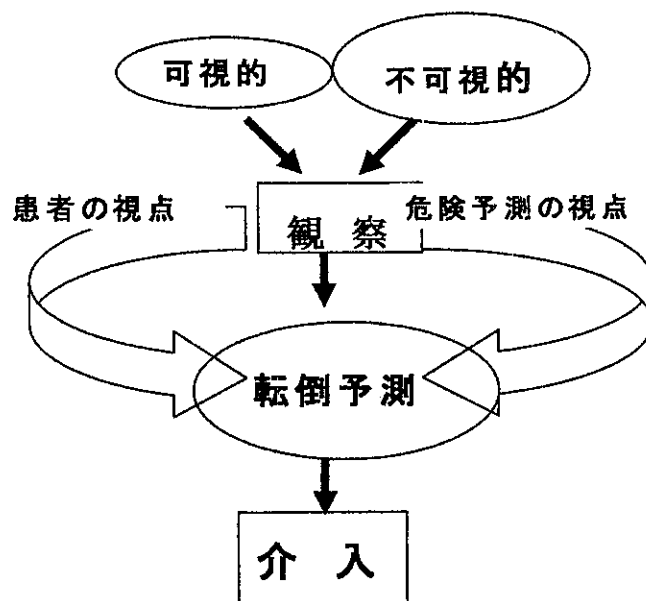 可視的
不可視的
患者の視点
観 察
危険予測の視点
転倒予測
介 入